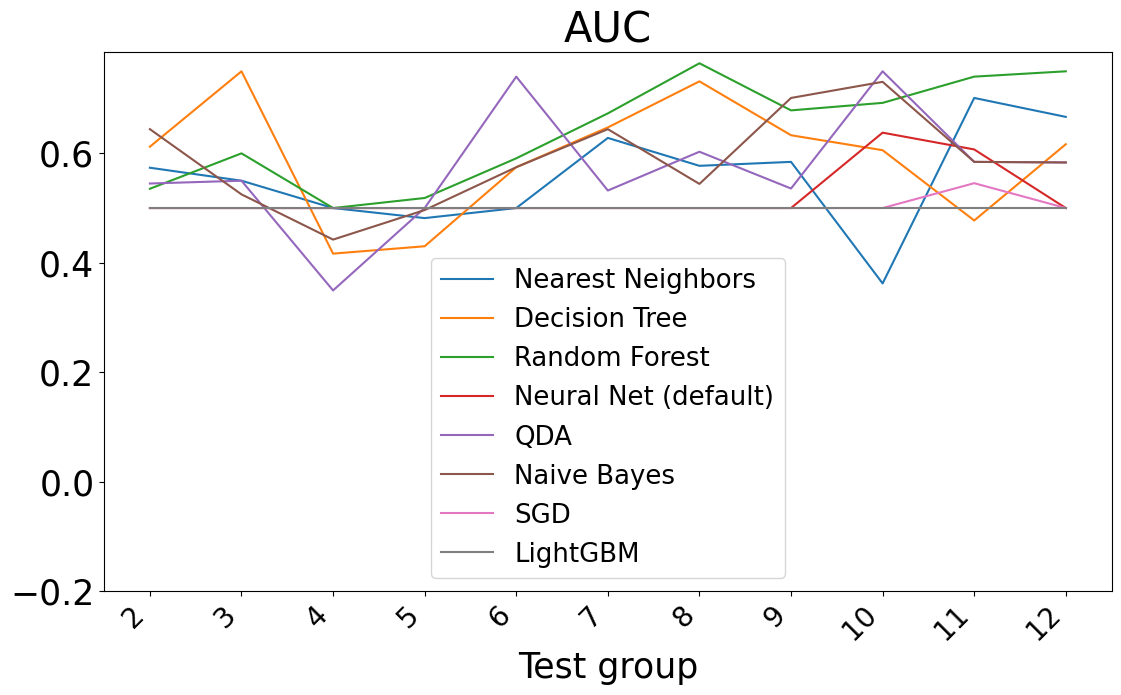 AUC
0.6
0.4
0.2
0.0
−0.2
Nearest Neighbors
Decision Tree
Random Forest
Neural Net (default)
QDA
Naive Bayes
SGD
LightGBM
2 3 4 5 6 7 8 9 10 11 12
Test group